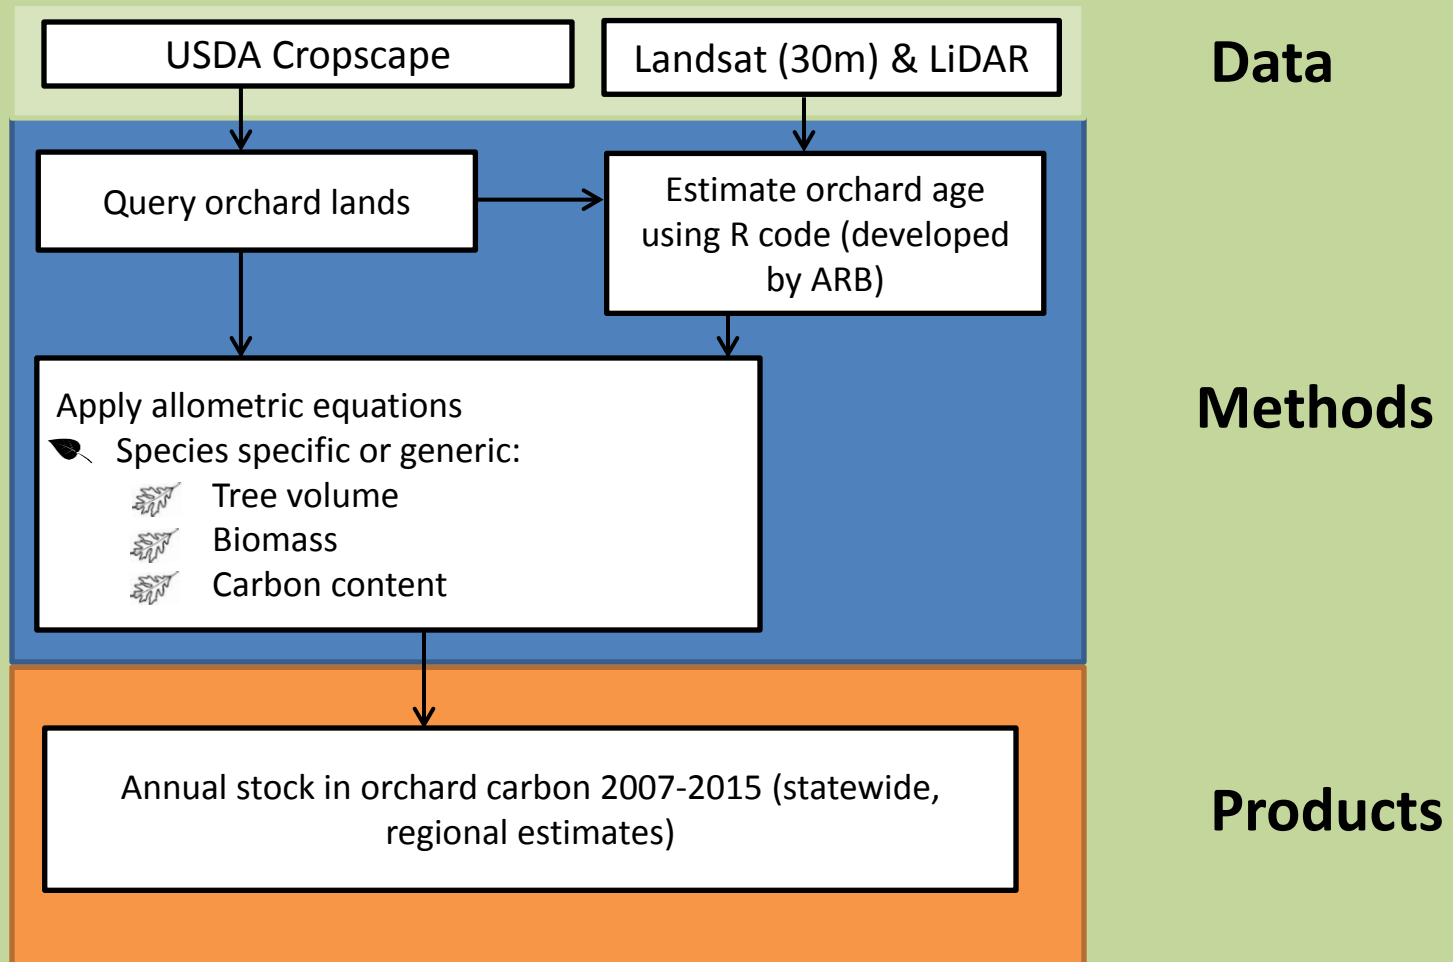 USDA Cropscape
Landsat (30m) & LiDAR
Data
Query orchard lands
Estimate orchard age
using R code (developed
by ARB)
Apply allometric equations
Species specific or generic:
Tree volume
Biomass
Carbon content
Methods
Annual stock in orchard carbon 2007-2015 (statewide,
regional estimates)
Products